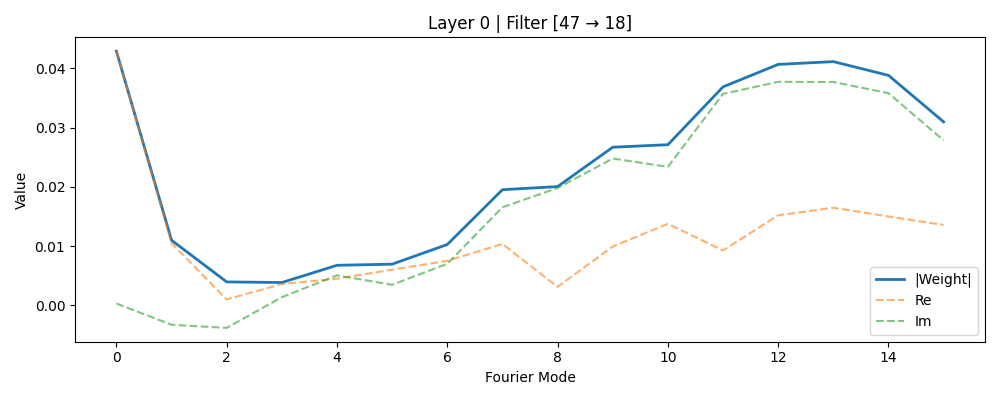 Layer 0 | Filter [47 → 18]
Value
0.04
0.03
0.02
0.01
0.00
0 2 4 6 8 10 12 14
Fourier Mode
|Weight|
Re
Im